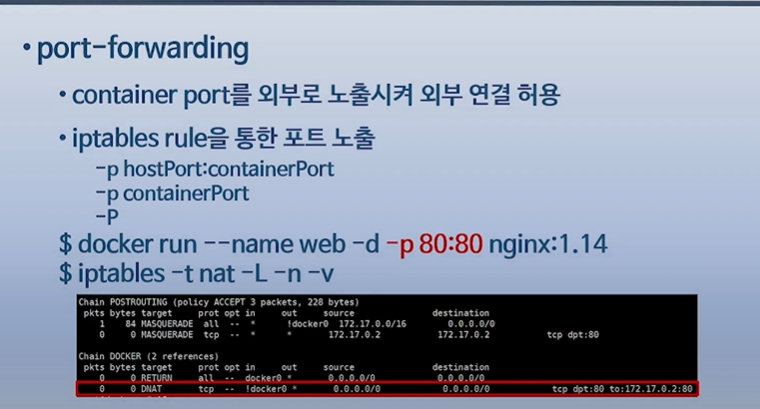 •port-forwarding
• container port를 외부로 노출시켜 외부 연결 허용
• iptables rule을 통한 포트 노출
-p hostPort:containerPort
-p containerPort
-P
$ docker run --name web -d -p 80:80 nginx:1.14
$ iptables -t nat -L -n -v
Chain POSTROUTING (policy ACCEPT 3 packets, 228 bytes)
pkts bytes target prot opt in out source destination
1 84 MASQUERADE all -- * !docker0 172.17.0.0/16 0.0.0.0/0
0 0 MASQUERADE tcp -- * * 172.17.0.2 172.17.0.2 tcp dpt:80
Chain DOCKER (2 references)
pkts bytes target prot opt in out source destination
0 0 RETURN all -- docker0 * 0.0.0.0/0 0.0.0.0/0
0 0 DNAT tcp -- !docker0 * 0.0.0.0/0 0.0.0.0/0 tcp dpt:80 to:172.17.0.2:80